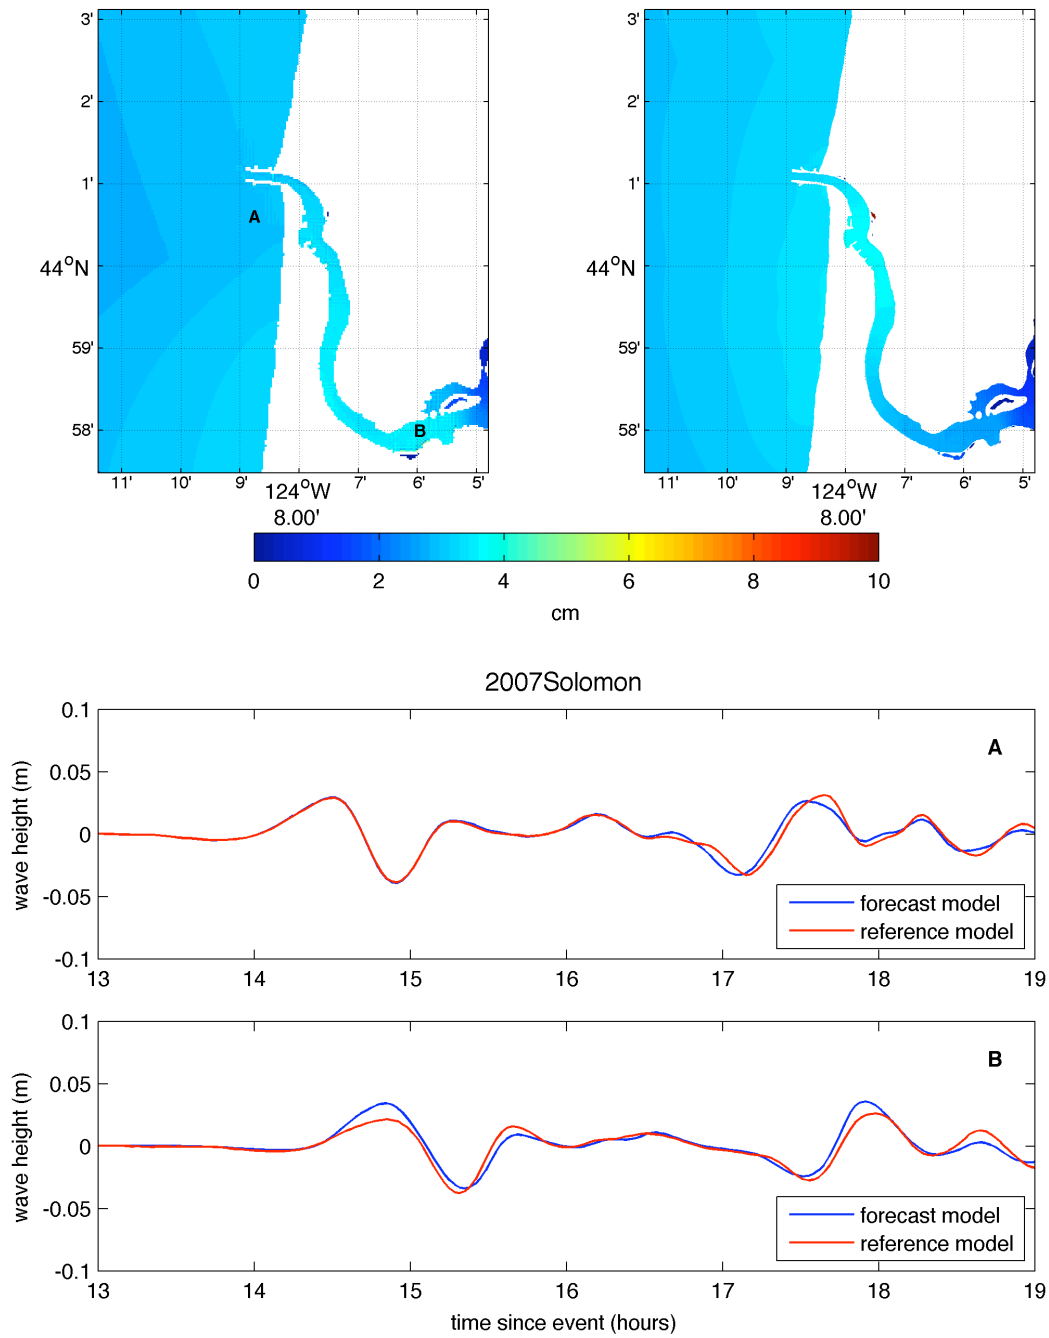 3' 3'
2' 2'
1' 1'
A
44°N 44°N
59' 59'
58' 58'
B
11' 10' 9' 124°W 7' 6' 5' 11' 10' 9' 124°W 7' 6' 5'
8.00' 8.00'
0 2 4 6 8 10
cm
2007Solomon
0.1
A
0.05
wave height (m)
0
-0.05
forecast model
reference model
-0.1
13 14 15 16 17 18 19
0.1
B
0.05
wave height (m)
0
-0.05
forecast model
reference model
-0.1
13 14 15 16 17 18 19
time since event (hours)